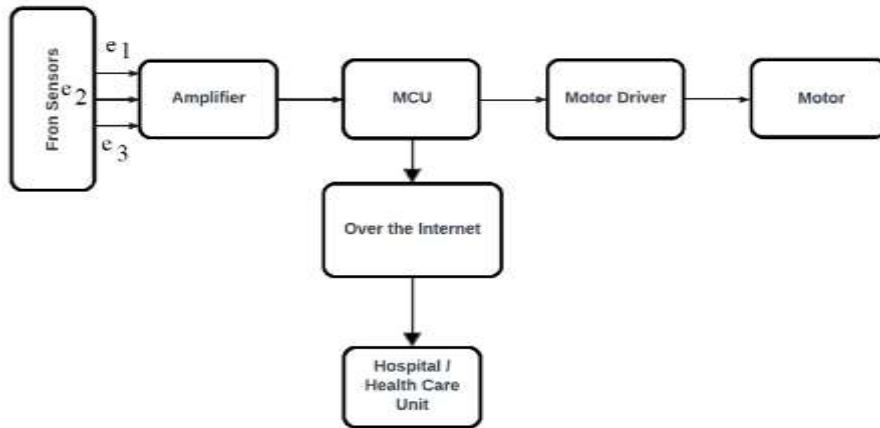 Fron Sensors
e 1
e 2
e 3
Amplifier
MCU
Motor Driver
Motor
Over the Internet
Hospital /
Health Care
Unit